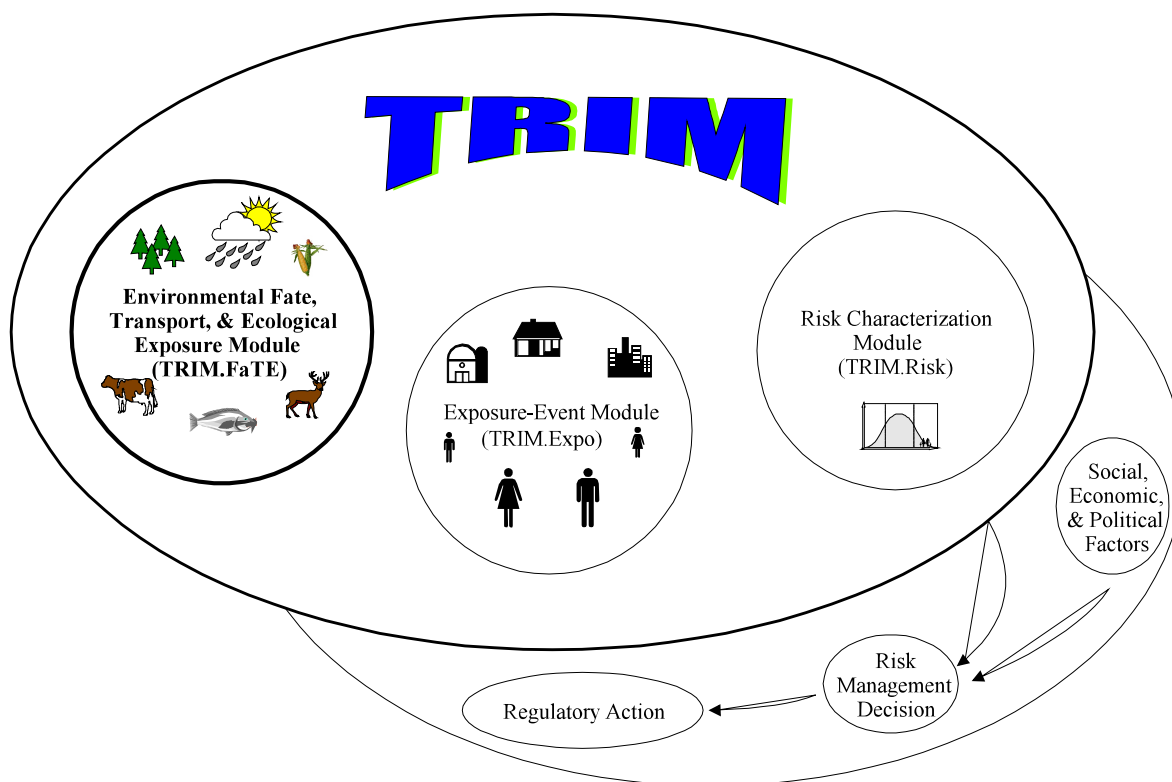 TRIM
Environmental Fate,
Transport, & Ecological
Exposure Module
(TRIM.FaTE)
Exposure-Event Module
(TRIM.Expo)
Risk Characterization
Module
(TRIM.Risk)
Social,
Economic,
& Political
Factors
Risk
Management
Decision
Regulatory Action